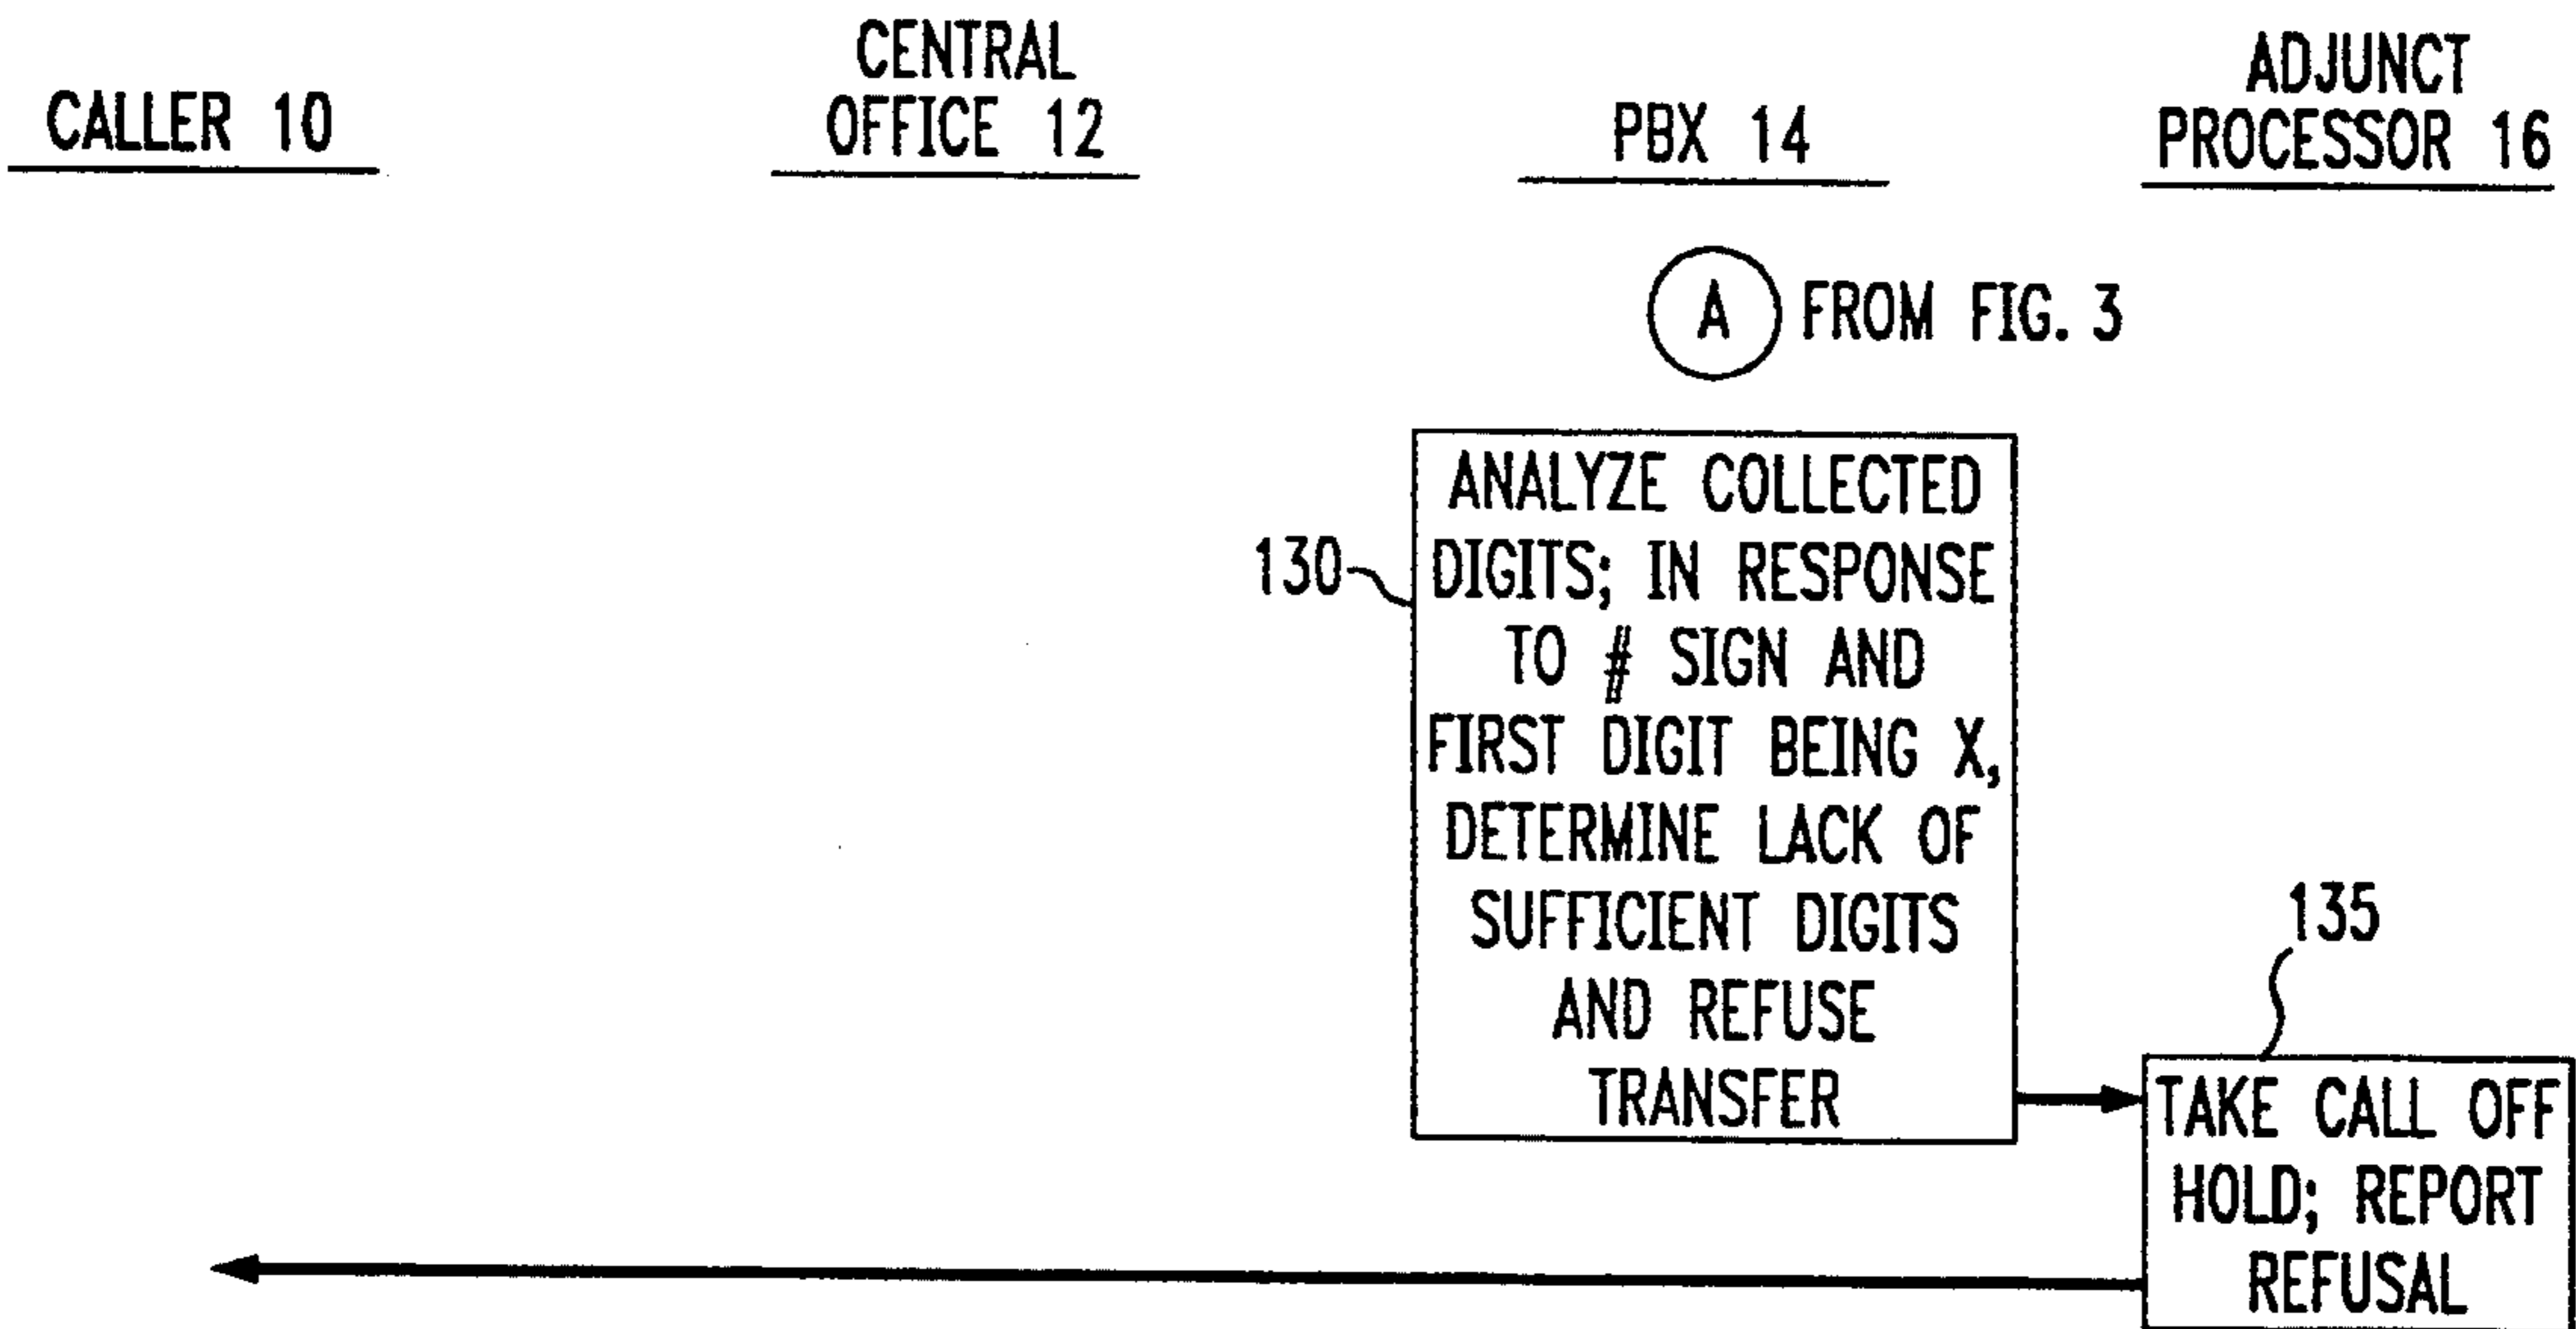 CALLER 10
CENTRAL
OFFICE 12
PBX 14
ADJUNCT
PROCESSOR 16
A FROM FIG. 3
130
ANALYZE COLLECTED
DIGITS; IN RESPONSE
TO # SIGN AND
FIRST DIGIT BEING X,
DETERMINE LACK OF
SUFFICIENT DIGITS
AND REFUSE
TRANSFER
135
TAKE CALL OFF
HOLD; REPORT
REFUSAL